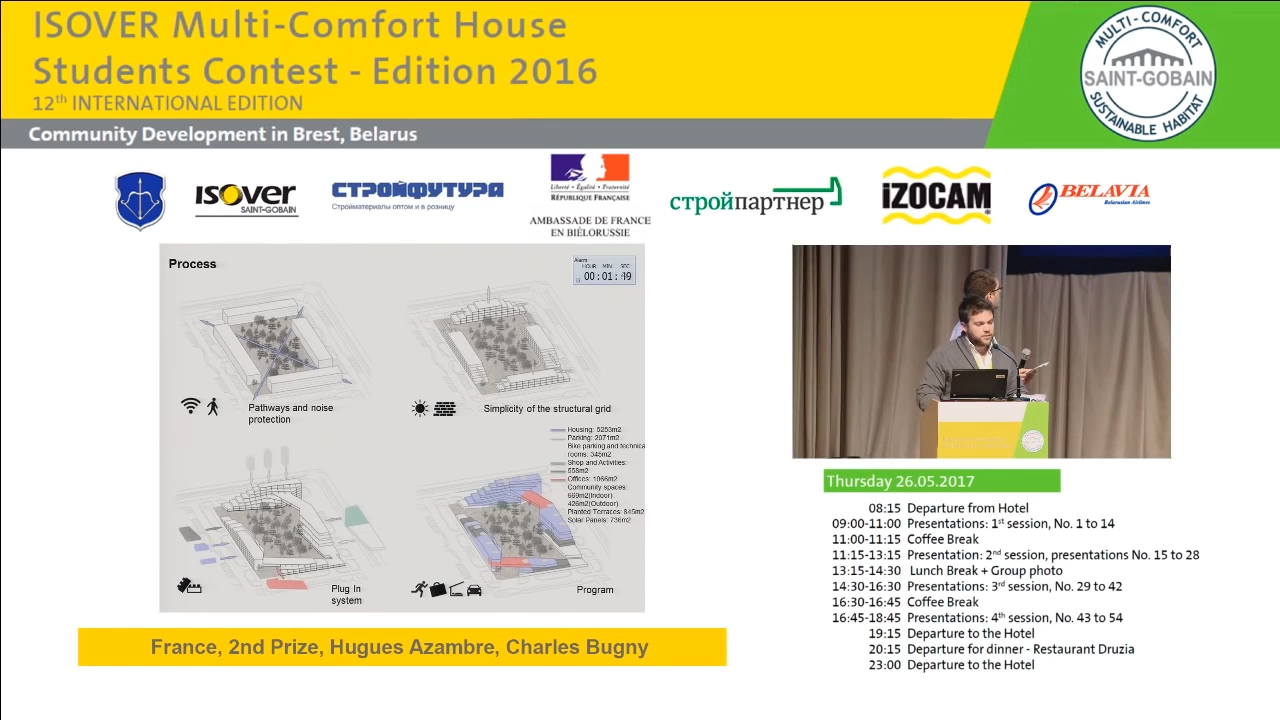 ISOVER Multi-Comfort House
Students Contest - Edition 2016
12th INTERNATIONAL EDITION
Community Development in Brest, Belarus
MULTI-COMFORT
SAINT-GOBAIN
SUSTAINABLE HABITAT
isover
SAINT-GOBAIN
СТРОЙФУТУРА
Стройматериалы оптом и в розницу
Liberté • Égalité • Fraternité
RÉPUBLIQUE FRANÇAISE
AMBASSADE DE FRANCE
EN BIÉLORUSSIE
стройпартнер
iZOCAM
BELAVIA
Belarusian Airlines
Process
Alarm
HOUR MIN SEC
00:01:49
Pathways and noise
protection
Simplicity of the structural grid
Housing: 5253m2
Parking: 2071m2
Bike parking and technica
rooms: 345m2
Shop and Activities:
558m2
Offices: 1066m2
Community spaces:
669m2(Indoor)
426m2(Outdoor)
Planted Terraces: 845m2
Solar Panels: 736m2
Plug In
system
Program
France, 2nd Prize, Hugues Azambre, Charles Bugny
Thursday 26.05.2017
08:15 Departure from Hotel
09:00-11:00 Presentations: 1st session, No. 1 to 14
11:00-11:15 Coffee Break
11:15-13:15 Presentation: 2nd session, presentations No. 15 to 28
13:15-14:30 Lunch Break + Group photo
14:30-16:30 Presentations: 3rd session, No. 29 to 42
16:30-16:45 Coffee Break
16:45-18:45 Presentations: 4th session, No. 43 to 54
19:15 Departure to the Hotel
20:15 Departure for dinner - Restaurant Druzia
23:00 Departure to the Hotel